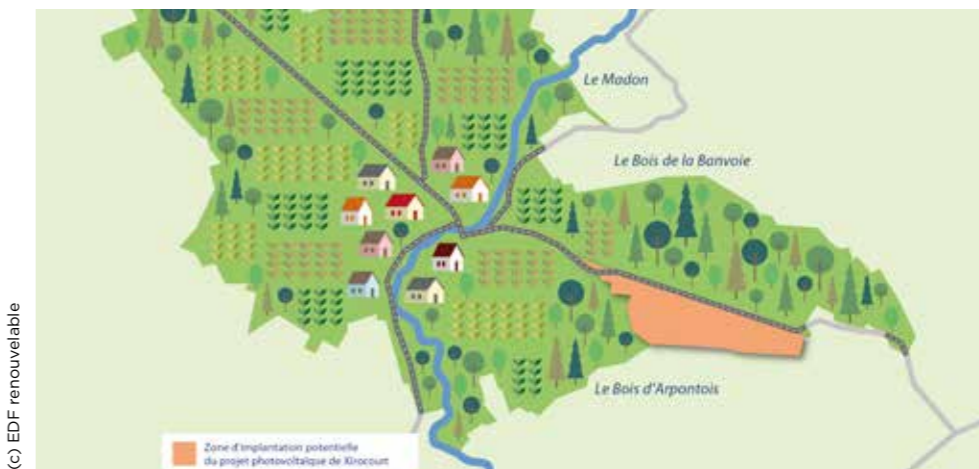 Le Madon
Le Bois de la Banvoie
Le Bois d'Arpontois
Zone d'implantation potentielle
du projet photovoltaïque de Xirocourt
(c) EDF renouvelable